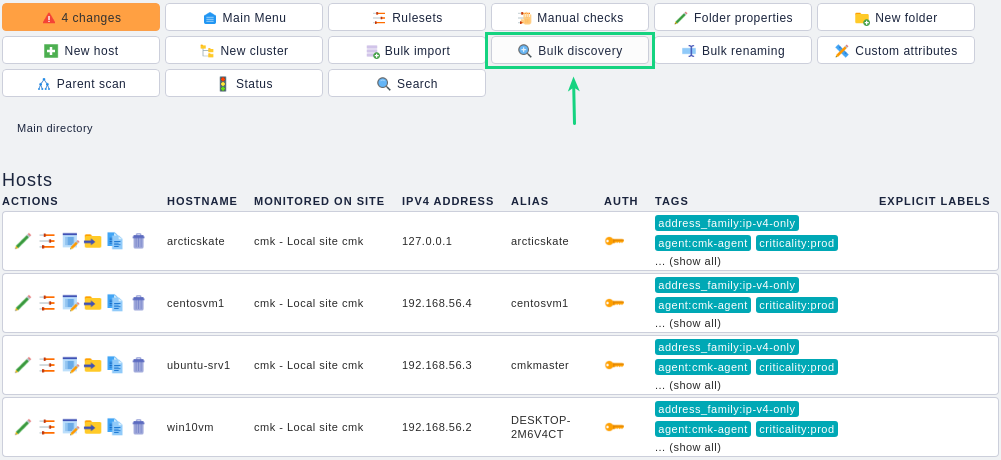 4 changes
Main Menu
Rulesets
Manual checks
Folder properties
New folder
New host
New cluster
Bulk import
Bulk discovery
Bulk renaming
Custom attributes
Parent scan
Status
Search
Main directory
Hosts
ACTIONS HOSTNAME MONITORED ON SITE IPV4 ADDRESS ALIAS AUTH TAGS EXPLICIT LABELS
address_family:ip-v4-only
arcticskate cmk - Local site cmk 127.0.0.1 arcticskate agent:cmk-agent criticality:prod
... (show all)
address_family:ip-v4-only
centosvm1 cmk - Local site cmk 192.168.56.4 centosvm1 agent:cmk-agent criticality:prod
... (show all)
address_family:ip-v4-only
ubuntu-srv1 cmk - Local site cmk 192.168.56.3 cmkmaster agent:cmk-agent criticality:prod
... (show all)
address_family:ip-v4-only
win10vm cmk - Local site cmk 192.168.56.2 DESKTOP-
2M6V4CT agent:cmk-agent criticality:prod
... (show all)